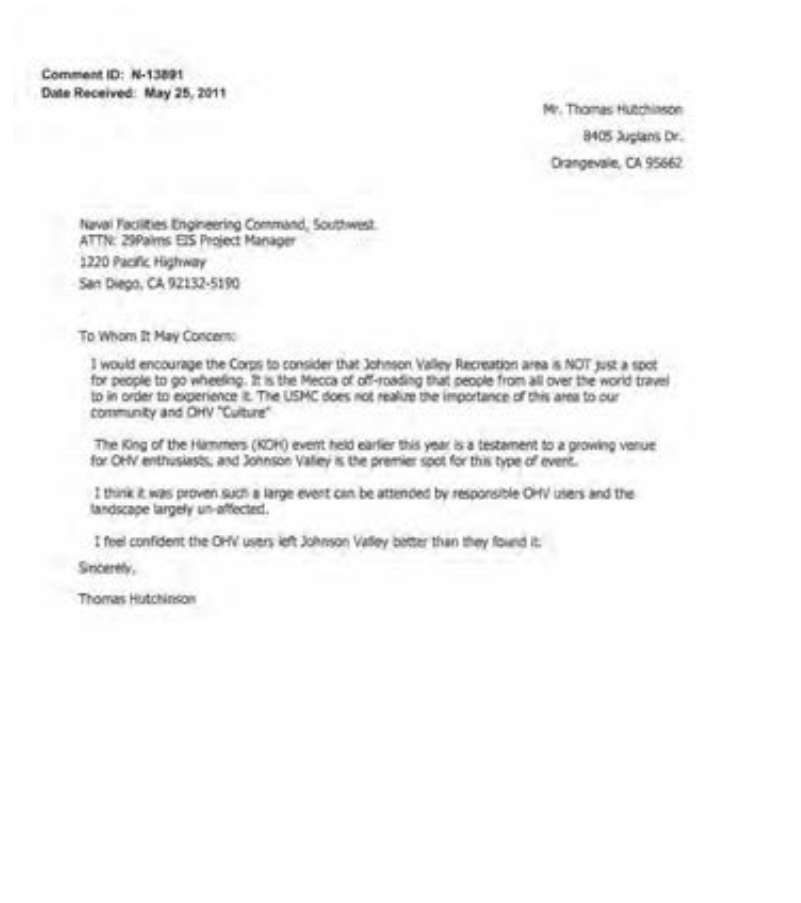 Comment ID: N-13891
Date Received: May 25, 2011
Mr. Thomas Hutchinson
8405 Juglans Dr.
Orangevale, CA 95662
Naval Facilities Engineering Command, Southwest
ATTN: 29Palms EIS Project Manager
1220 Pacific Highway
San Diego, CA 92132-5190
To Whom It May Concern:
I would encourage the Corps to consider that Johnson Valley Recreation area is NOT just a spot
for people to go wheeling. It is the Mecca of off-roading that people from all over the world travel
to in order to experience it. The USMC does not realize the importance of this area to our
community and OHV "Culture"
The King of the Hammers (KOH) event held earlier this year is a testament to a growing venue
for OHV enthusiasts, and Johnson Valley is the premier spot for this type of event.
I think it was proven such a large event can be attended by responsible OHV users and the
landscape largely un-affected.
I feel confident the OHV users left Johnson Valley better than they found it.
Sincerely,
Thomas Hutchinson